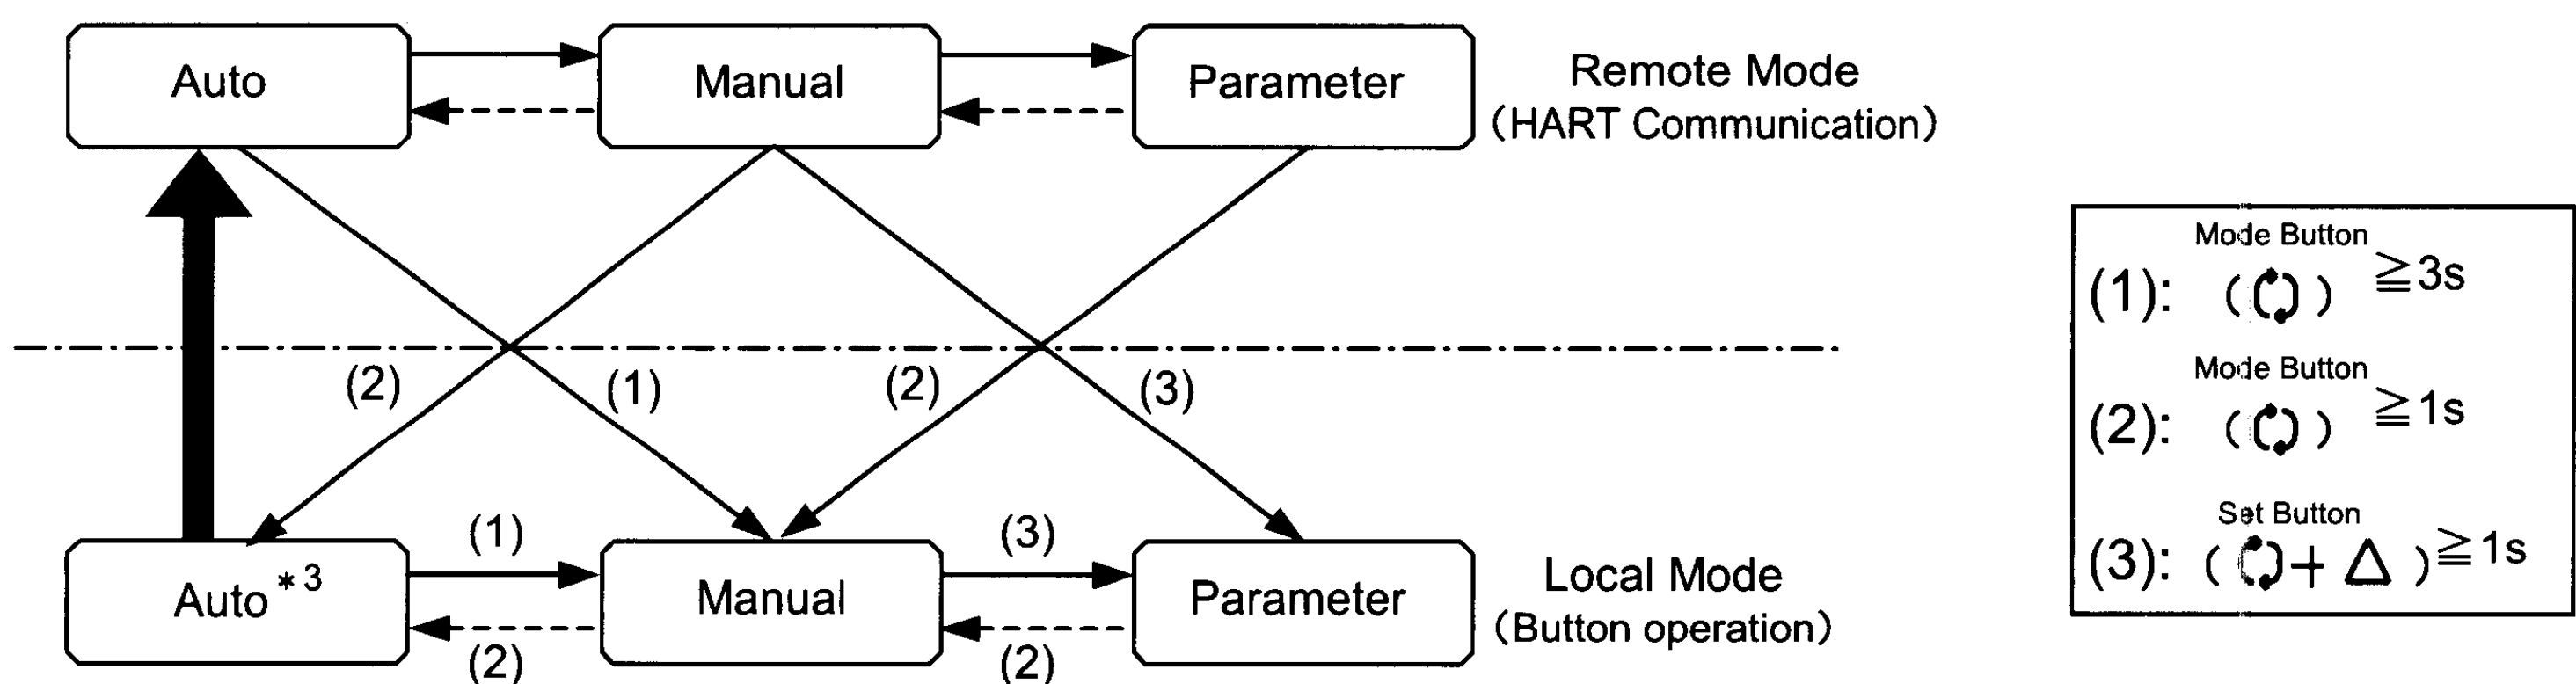 Auto
Manual
Parameter
Remote Mode
(HART Communication)
(2)
(1)
(2)
(3)
(1)
(3)
Auto *3
Manual
Parameter
Local Mode
(Button operation)
(2)
(2)
Mode Button
(1): ( ) ≧3s
Mode Button
(2): ( ) ≧1s
Set Button
(3): ( + △ ) ≧1s